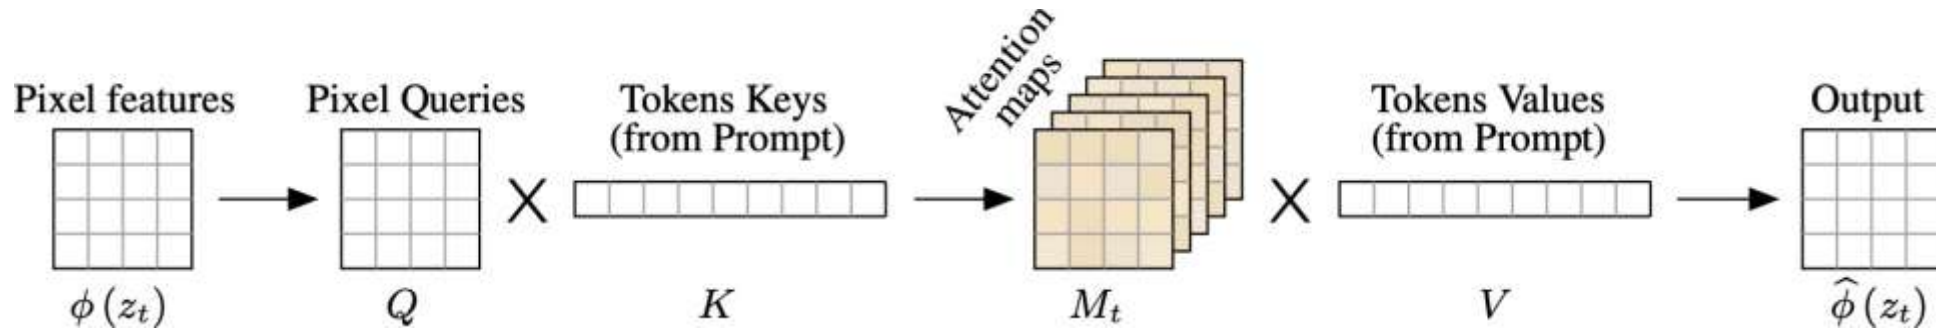 Pixel features
Pixel Queries
Tokens Keys
(from Prompt)
Attention
maps
Tokens Values
(from Prompt)
Output
ϕ(z_t)
Q
K
M_t
V
ϕ̂(z_t)